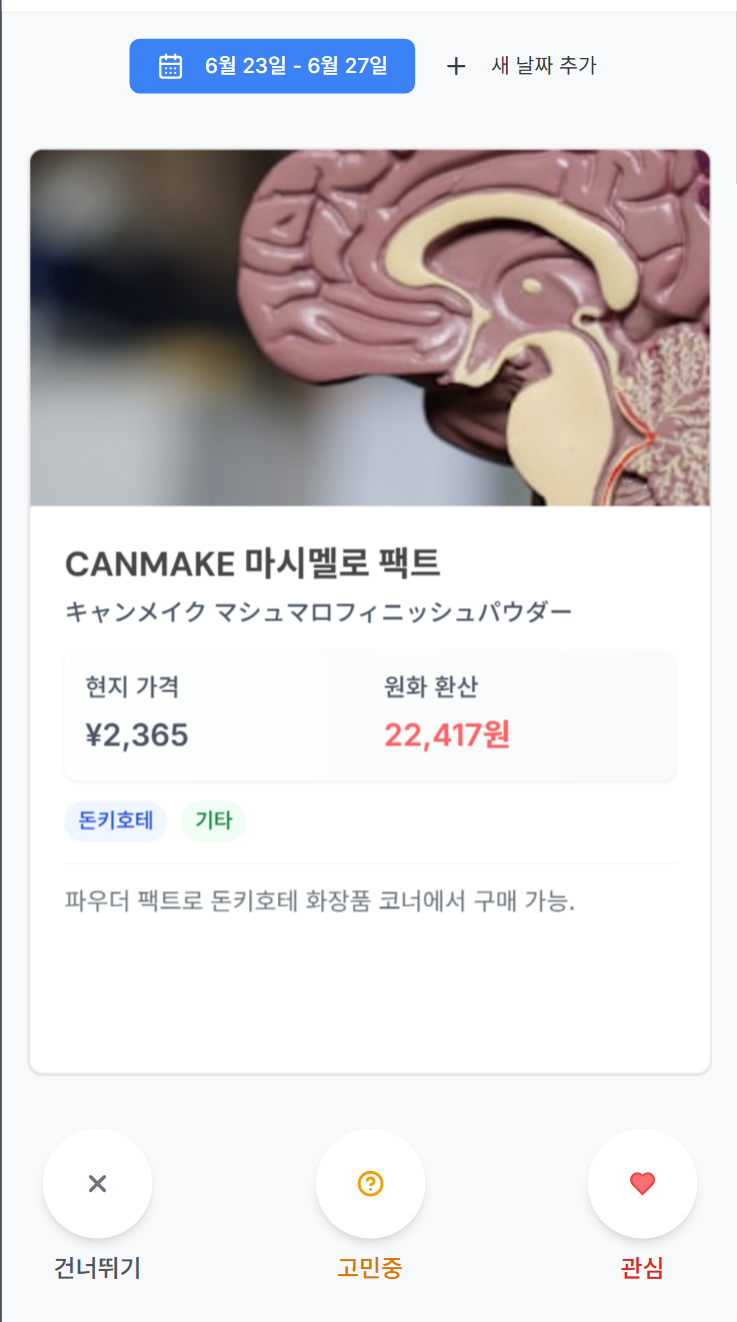 6월 23일 - 6월 27일
새 날짜 추가
CANMAKE 마시멜로 팩트
キャンメイク マシュマロフィニッシュパウダー
현지 가격 원화 환산
¥2,365 22,417원
돈키호테 기타
파우더 팩트로 돈키호테 화장품 코너에서 구매 가능.
건너뛰기 고민중 관심